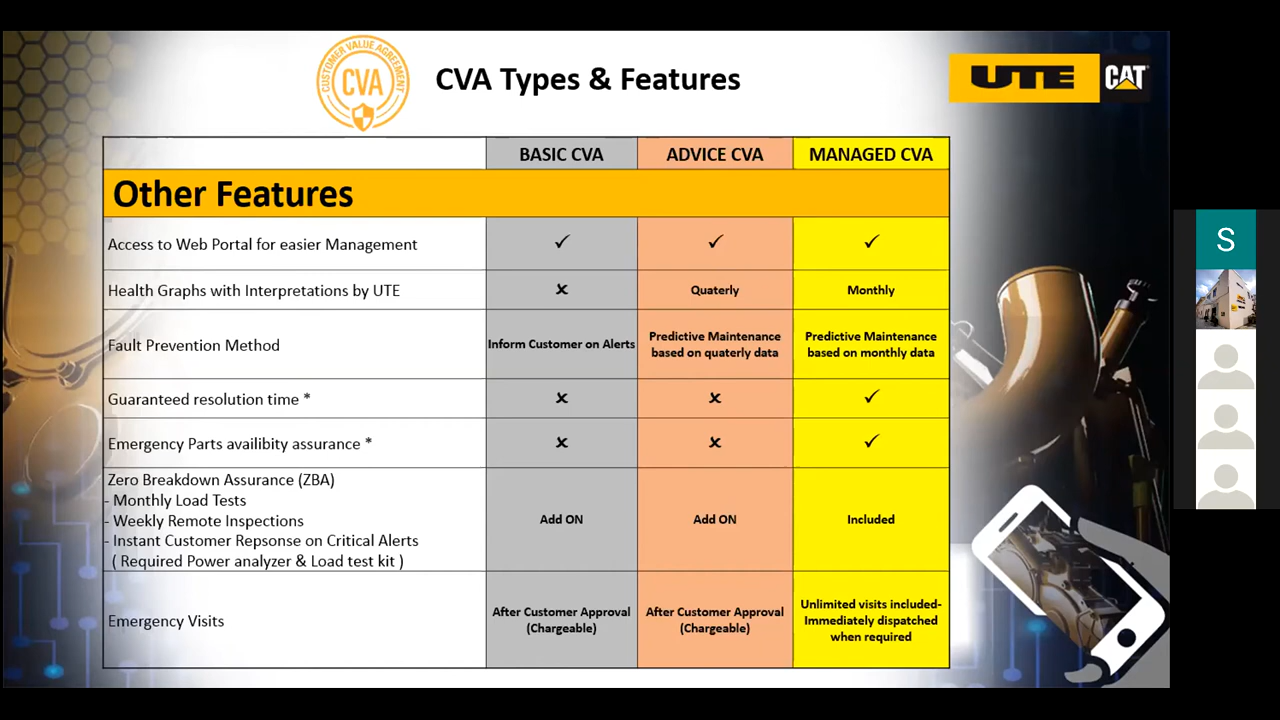 CUSTOMER VALUE AGREEMENT
CVA
CVA Types & Features
UTE CAT
BASIC CVA ADVICE CVA MANAGED CVA
Other Features
Access to Web Portal for easier Management ✓ ✓ ✓
Health Graphs with Interpretations by UTE ✘ Quaterly Monthly
Fault Prevention Method
Inform Customer on Alerts
Predictive Maintenance
based on quaterly data
Predictive Maintenance
based on monthly data
Guaranteed resolution time * ✘ ✘ ✓
Emergency Parts availibity assurance * ✘ ✘ ✓
Zero Breakdown Assurance (ZBA)
- Monthly Load Tests
- Weekly Remote Inspections
- Instant Customer Repsonse on Critical Alerts
( Required Power analyzer & Load test kit )
Add ON Add ON Included
Emergency Visits
After Customer Approval
(Chargeable)
After Customer Approval
(Chargeable)
Unlimited visits included-
Immediately dispatched
when required
S